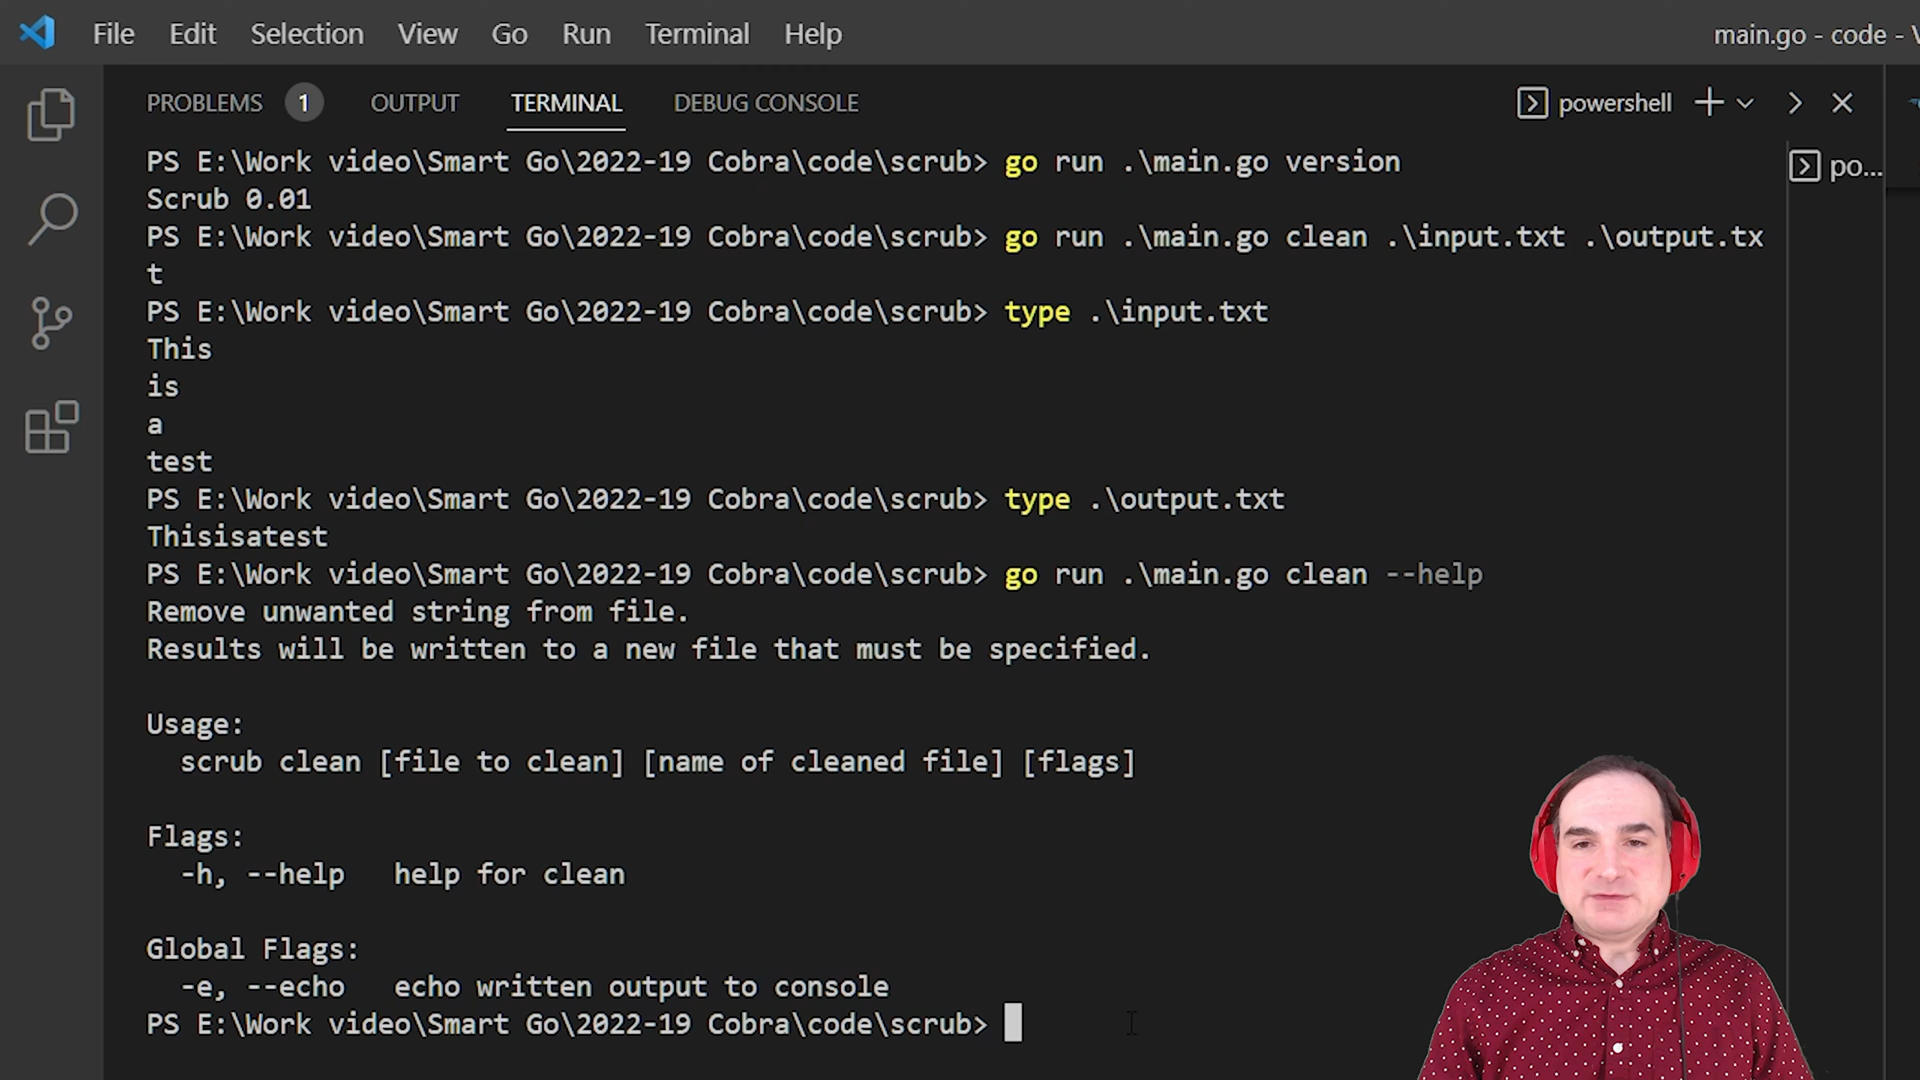 File Edit Selection View Go Run Terminal Help
main.go - code -
PROBLEMS 1 OUTPUT TERMINAL DEBUG CONSOLE
powershell
PS E:\Work video\Smart Go\2022-19 Cobra\code\scrub> go run .\main.go version
po...
Scrub 0.01
PS E:\Work video\Smart Go\2022-19 Cobra\code\scrub> go run .\main.go clean .\input.txt .\output.tx
t
PS E:\Work video\Smart Go\2022-19 Cobra\code\scrub> type .\input.txt
This
is
a
test
PS E:\Work video\Smart Go\2022-19 Cobra\code\scrub> type .\output.txt
Thisisatest
PS E:\Work video\Smart Go\2022-19 Cobra\code\scrub> go run .\main.go clean --help
Remove unwanted string from file.
Results will be written to a new file that must be specified.
Usage:
scrub clean [file to clean] [name of cleaned file] [flags]
Flags:
-h, --help help for clean
Global Flags:
-e, --echo echo written output to console
PS E:\Work video\Smart Go\2022-19 Cobra\code\scrub>